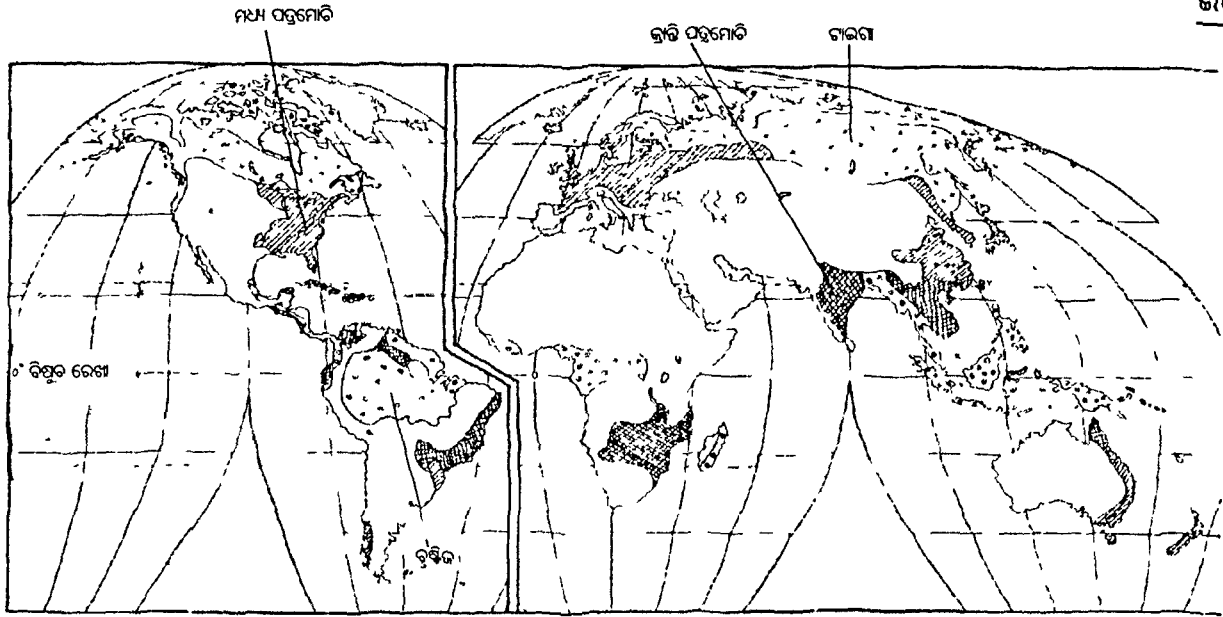 ମଧ୍ୟ ପତ୍ରମୋଚି
କ୍ରାନ୍ତି ପତ୍ରମୋଚି
ଟାଇଗା
୦° ବିଷୁବ ରେଖା
ବୃଷ୍ଟିଜ